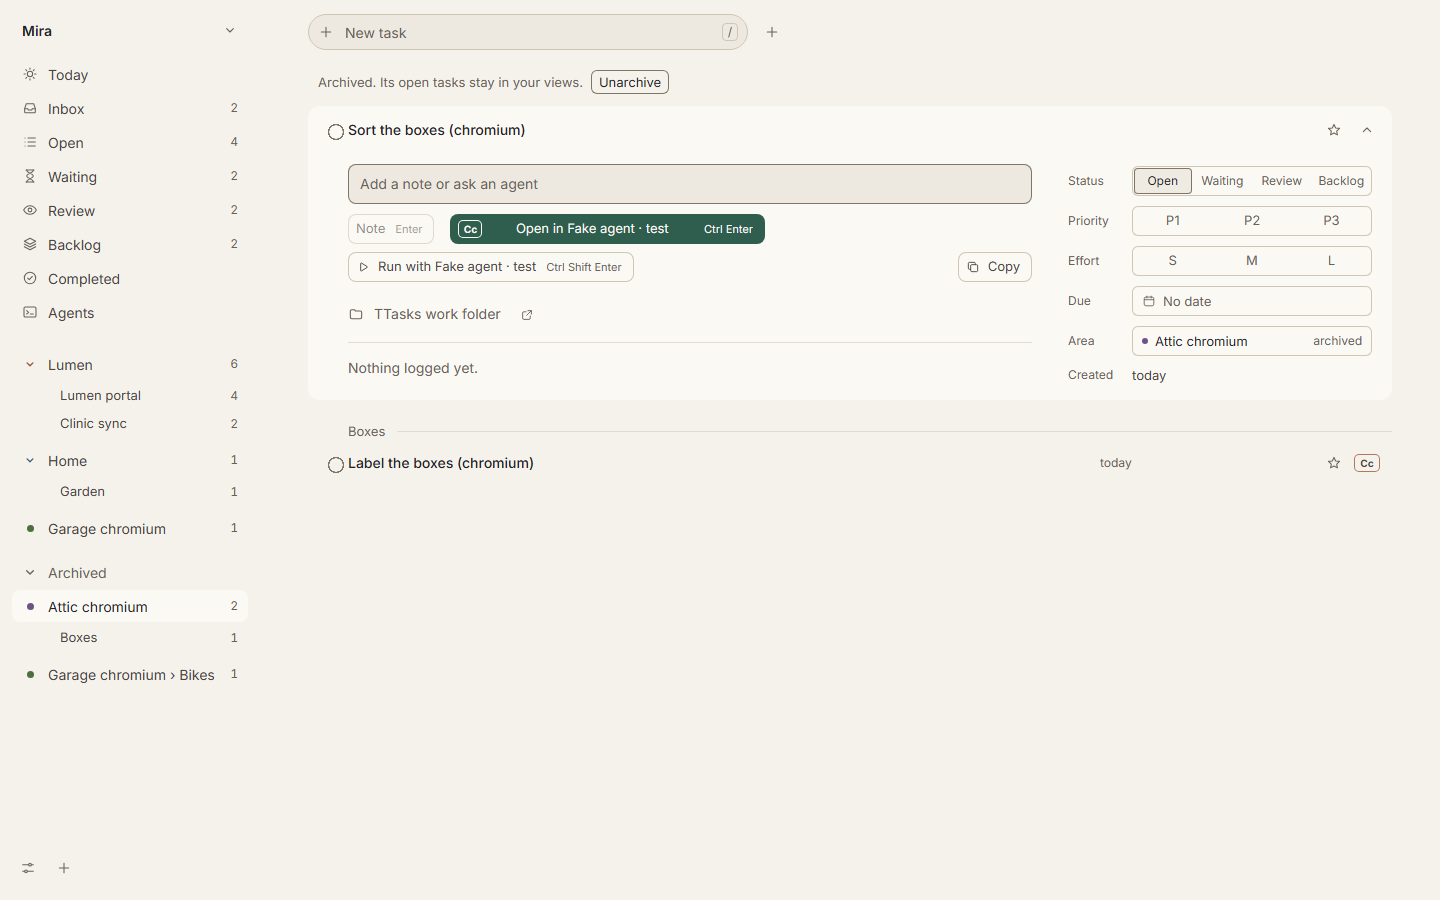 Mira
Today
Inbox 2
Open 4
Waiting 2
Review 2
Backlog 2
Completed
Agents
Lumen 6
Lumen portal 4
Clinic sync 2
Home 1
Garden 1
Garage chromium 1
Archived
Attic chromium 2
Boxes 1
Garage chromium › Bikes 1
New task /
Archived. Its open tasks stay in your views. Unarchive
Sort the boxes (chromium)
Add a note or ask an agent
Note Enter Cc Open in Fake agent · test Ctrl Enter
Run with Fake agent · test Ctrl Shift Enter Copy
TTasks work folder
Nothing logged yet.
Status Open Waiting Review Backlog
Priority P1 P2 P3
Effort S M L
Due No date
Area Attic chromium archived
Created today
Boxes
Label the boxes (chromium) today Cc